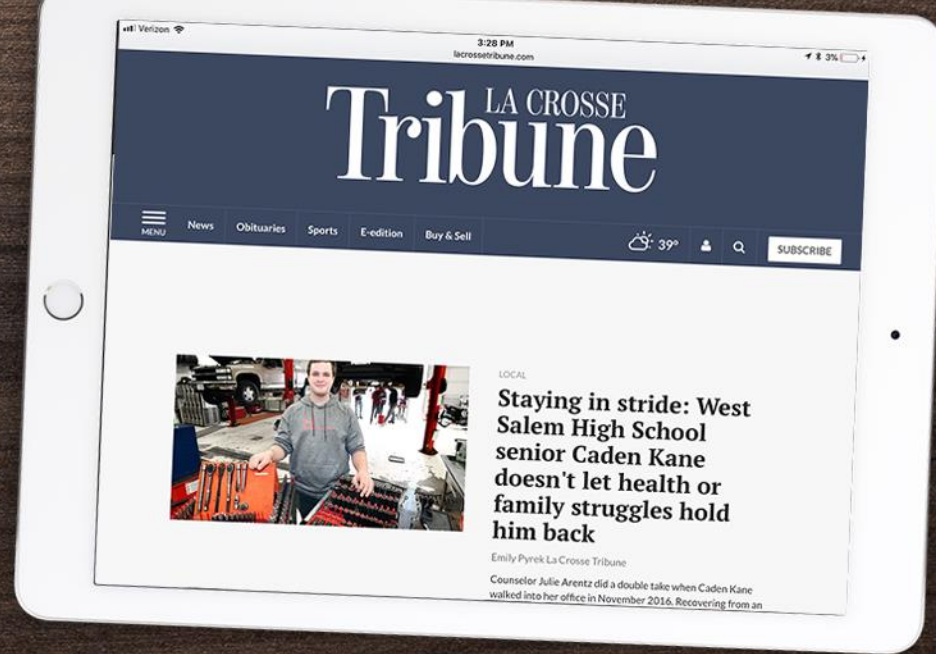 Verizon
3:28 PM
lacrossetribune.com
3%
LA CROSSE
Tribune
MENU
News
Obituaries
Sports
E-edition
Buy & Sell
39°
SUBSCRIBE
LOCAL
Staying in stride: West
Salem High School
senior Caden Kane
doesn't let health or
family struggles hold
him back
Emily Pyrek La Crosse Tribune
Counselor Julie Arentz did a double take when Caden Kane
walked into her office in November 2016. Recovering from an